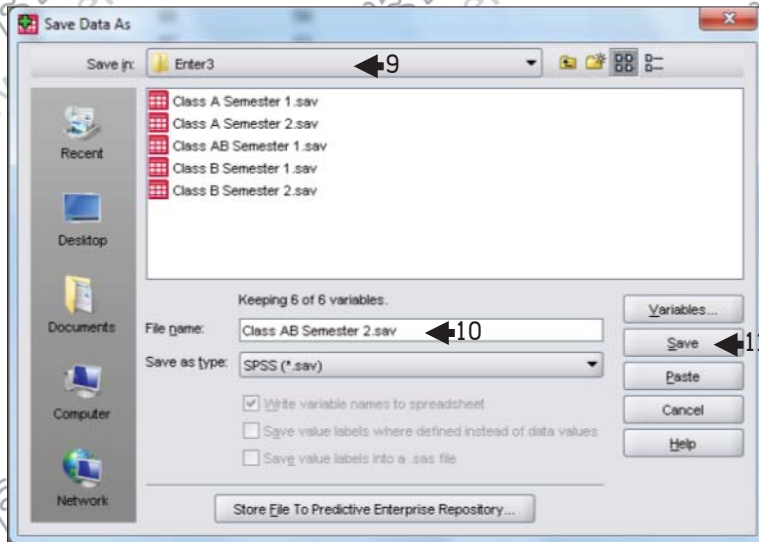 Save Data As
Save in: Enter3 9
Class A Semester 1.sav
Class A Semester 2.sav
Class AB Semester 1.sav
Class B Semester 1.sav
Class B Semester 2.sav
Recent
Desktop
Documents
Computer
Network
Keeping 6 of 6 variables.
File name: Class AB Semester 2.sav 10
Save as type: SPSS (*.sav)
Write variable names to spreadsheet
Save value labels where defined instead of data values
Save value labels into a .sas file
Variables...
Save 11
Paste
Cancel
Help
Store File To Predictive Enterprise Repository...